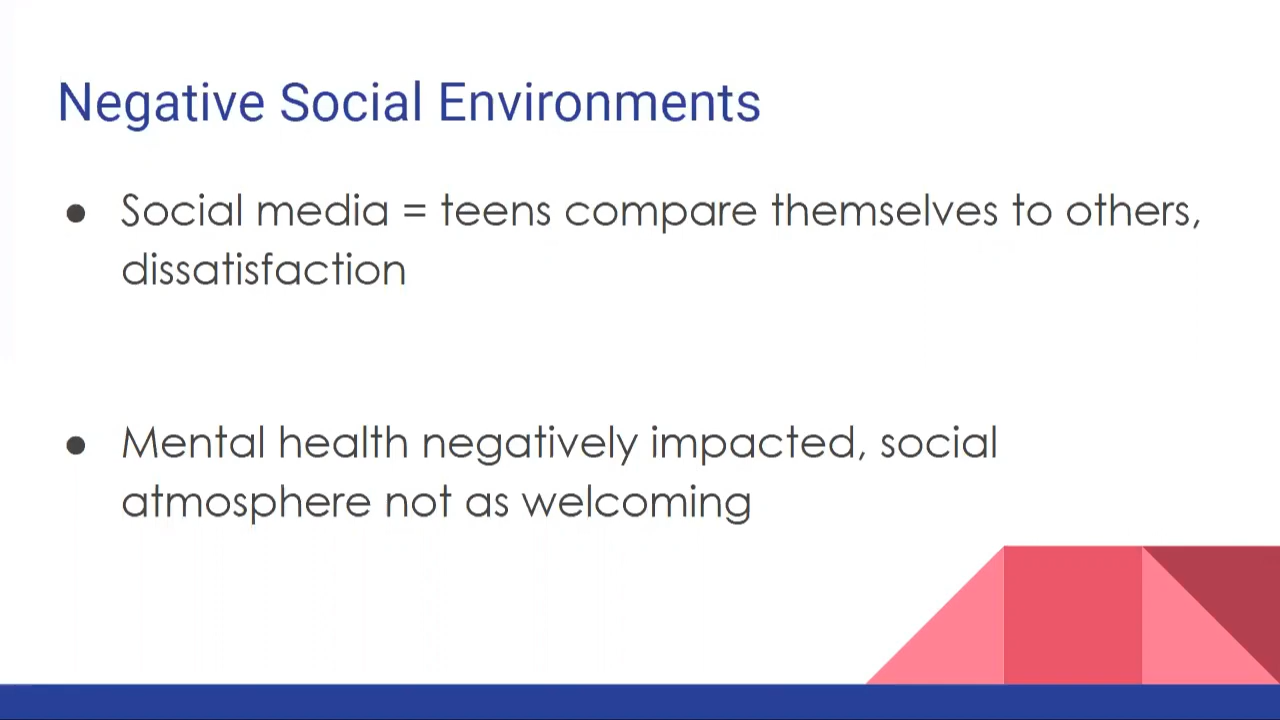 Negative Social Environments
● Social media = teens compare themselves to others,
dissatisfaction
● Mental health negatively impacted, social
atmosphere not as welcoming